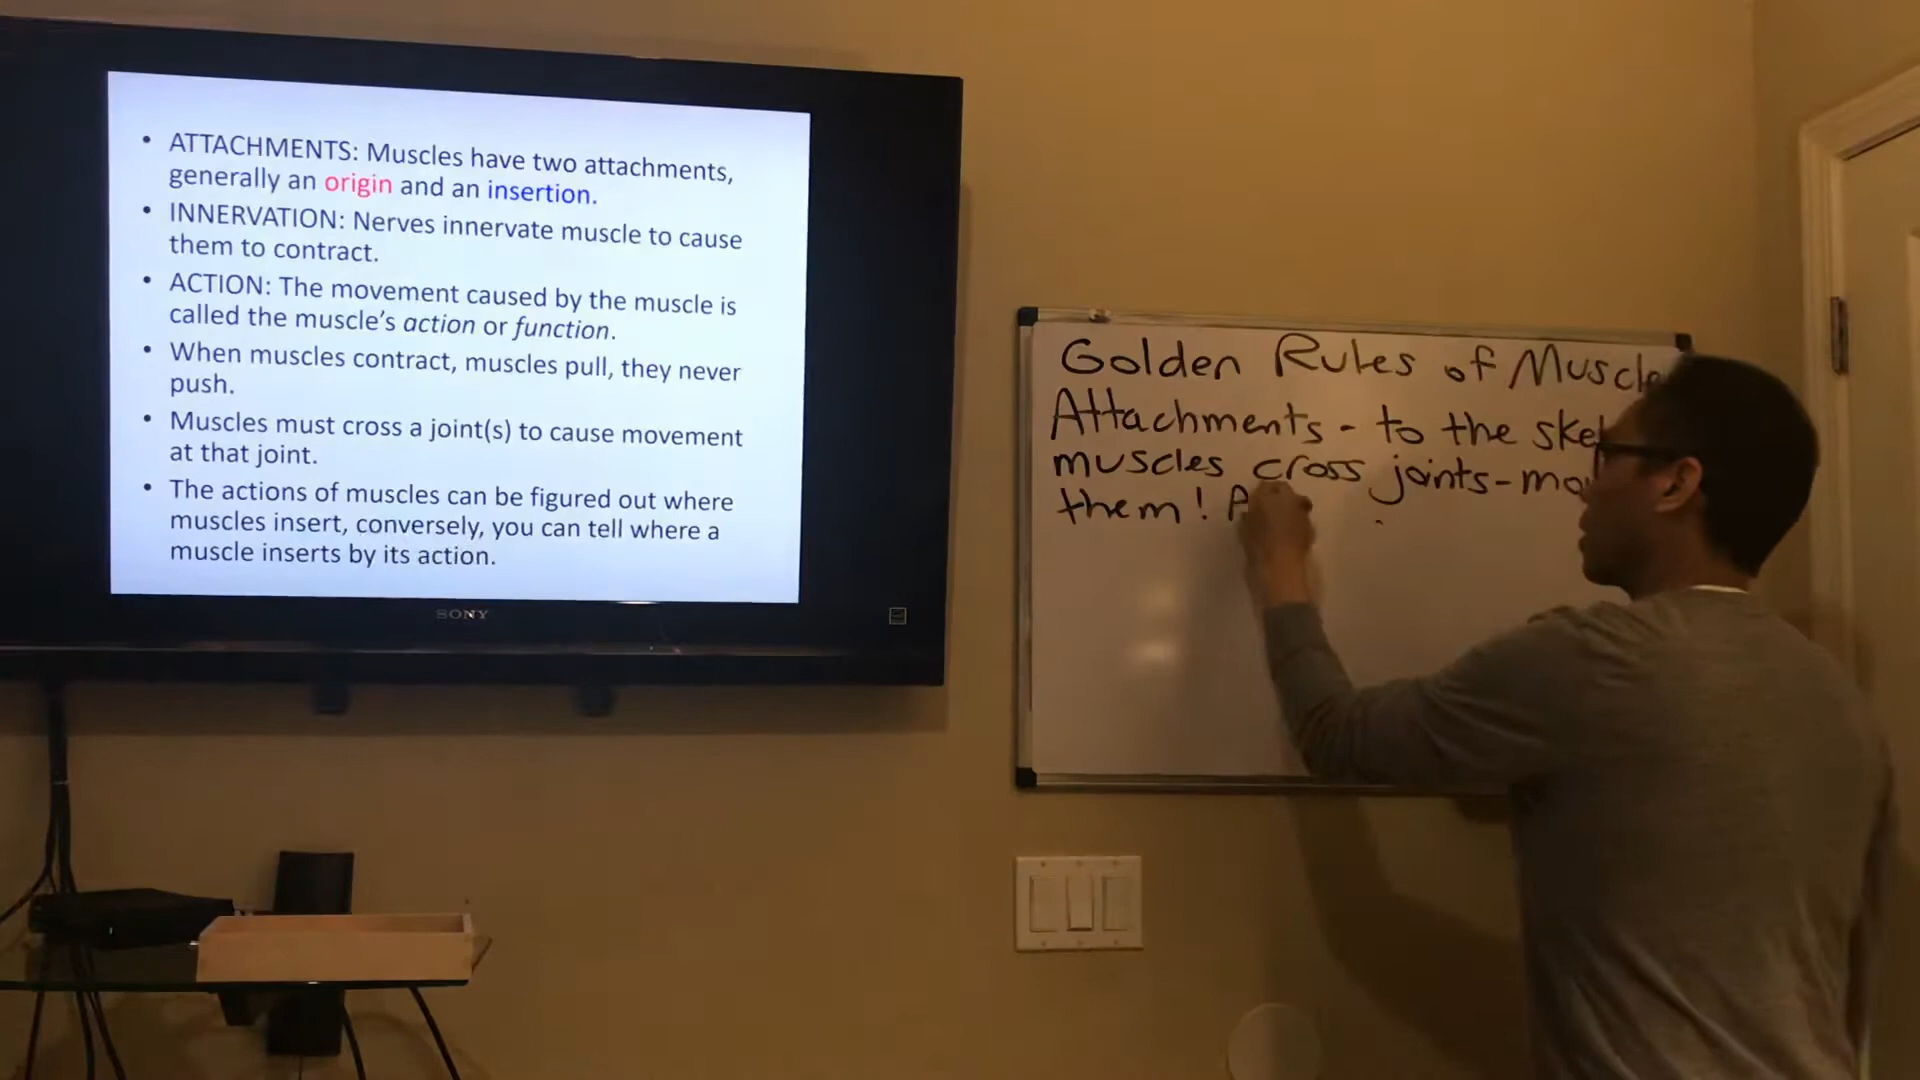 • ATTACHMENTS: Muscles have two attachments,
generally an origin and an insertion.
• INNERVATION: Nerves innervate muscle to cause
them to contract.
• ACTION: The movement caused by the muscle is
called the muscle's action or function.
• When muscles contract, muscles pull, they never
push.
• Muscles must cross a joint(s) to cause movement
at that joint.
• The actions of muscles can be figured out where
muscles insert, conversely, you can tell where a
muscle inserts by its action.
SONY
Golden Rules of Muscle
Attachments - to the
muscles cross joints -
them!